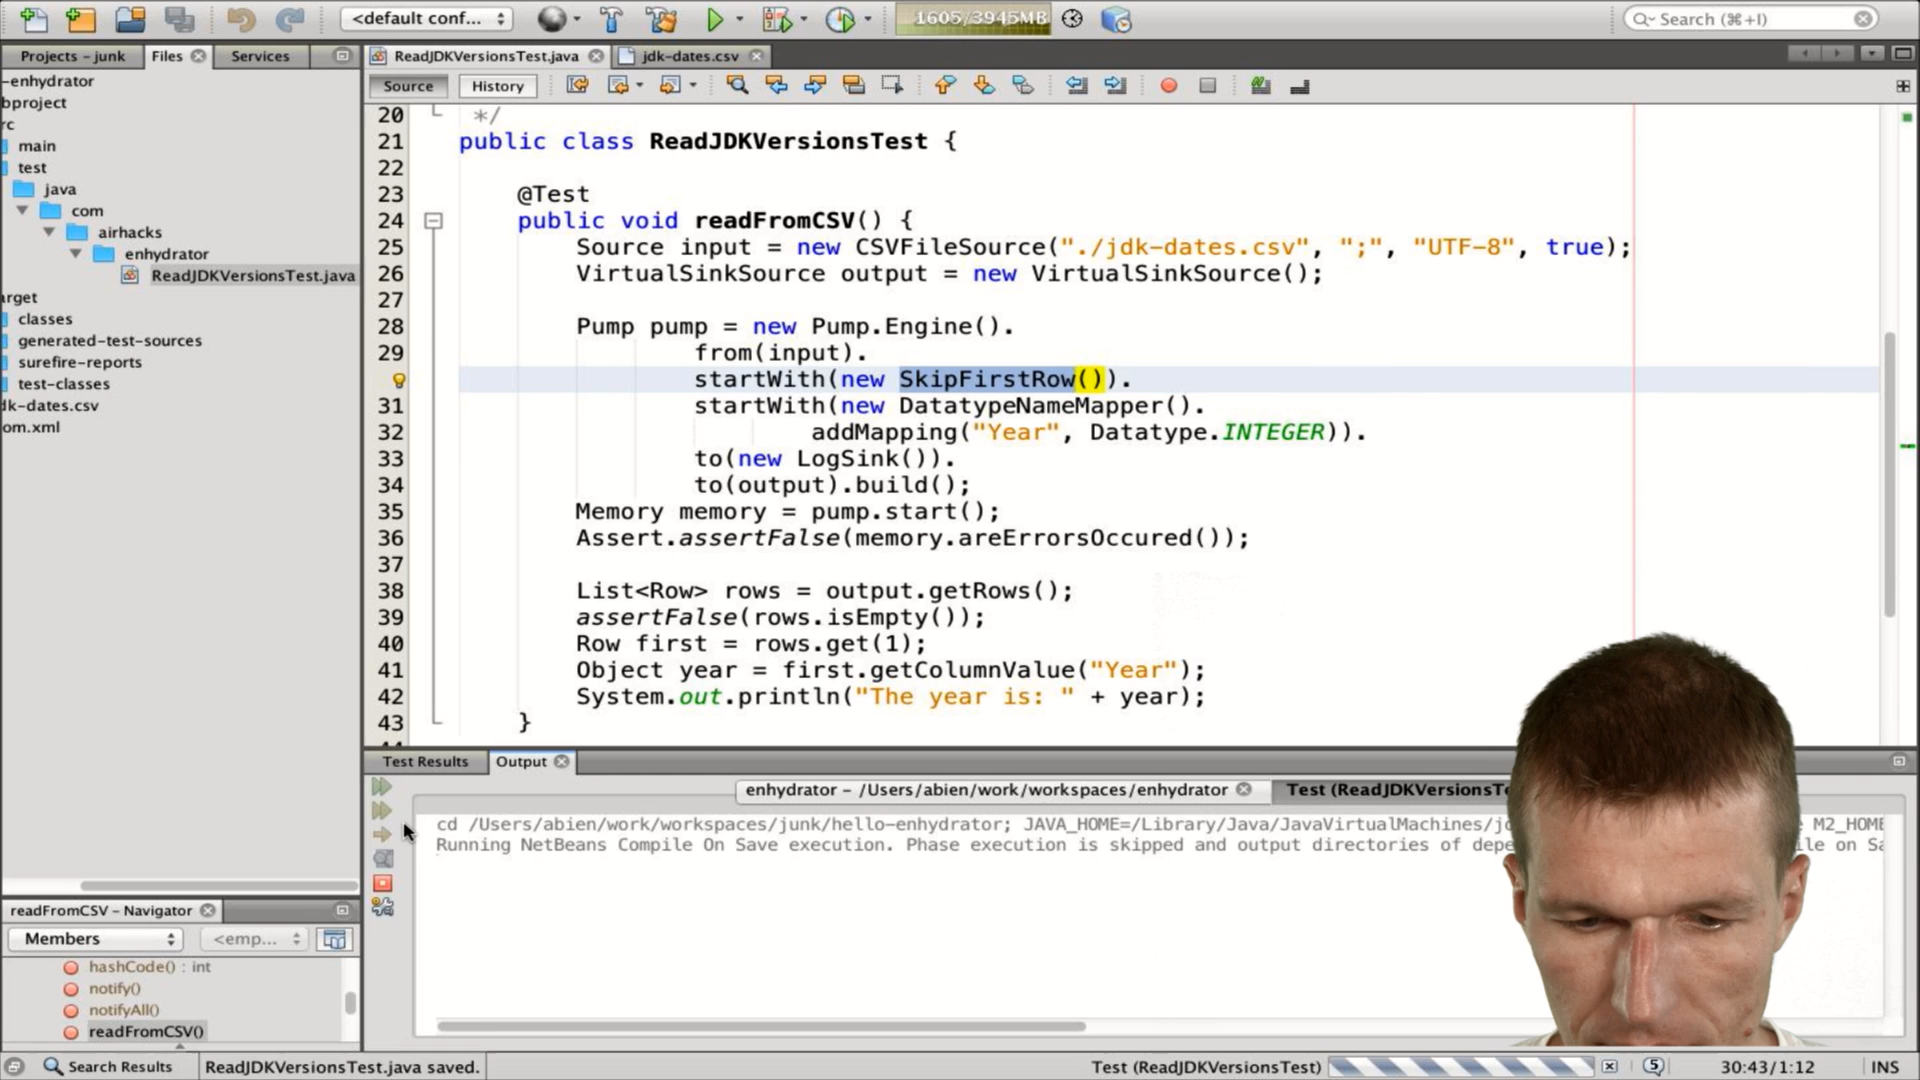 <default conf...
1605/3945MB
Search (⌘+I)
Projects – junk
Files
Services
ReadJDKVersionsTest.java
jdk-dates.csv
Source
History
-enhydrator
bproject
rc
main
test
java
com
airhacks
enhydrator
ReadJDKVersionsTest.java
arget
classes
generated-test-sources
surefire-reports
test-classes
dk-dates.csv
om.xml
20 */
21 public class ReadJDKVersionsTest {
22
23 @Test
24 public void readFromCSV() {
25 Source input = new CSVFileSource("./jdk-dates.csv", ";", "UTF-8", true);
26 VirtualSinkSource output = new VirtualSinkSource();
27
28 Pump pump = new Pump.Engine().
29 from(input).
startWith(new SkipFirstRow()).
31 startWith(new DatatypeNameMapper().
32 addMapping("Year", Datatype.INTEGER)).
33 to(new LogSink()).
34 to(output).build();
35 Memory memory = pump.start();
36 Assert.assertFalse(memory.areErrorsOccured());
37
38 List<Row> rows = output.getRows();
39 assertFalse(rows.isEmpty());
40 Row first = rows.get(1);
41 Object year = first.getColumnValue("Year");
42 System.out.println("The year is: " + year);
43 }
Test Results
Output
enhydrator – /Users/abien/work/workspaces/enhydrator
Test (ReadJDKVersionsTe
cd /Users/abien/work/workspaces/junk/hello-enhydrator; JAVA_HOME=/Library/Java/JavaVirtualMachines/jd M2_HOME
Running NetBeans Compile On Save execution. Phase execution is skipped and output directories of depe ile on Sa
readFromCSV – Navigator
Members
<emp...
hashCode() : int
notify()
notifyAll()
readFromCSV()
Search Results
ReadJDKVersionsTest.java saved.
Test (ReadJDKVersionsTest)
5
30:43/1:12
INS